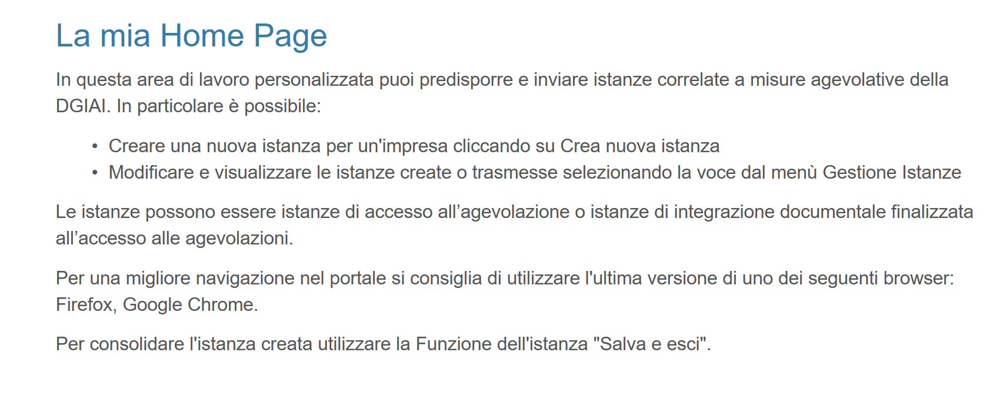 La mia Home Page
In questa area di lavoro personalizzata puoi predisporre e inviare istanze correlate a misure agevolative della
DGIAI. In particolare è possibile:
• Creare una nuova istanza per un'impresa cliccando su Crea nuova istanza
• Modificare e visualizzare le istanze create o trasmesse selezionando la voce dal menù Gestione Istanze
Le istanze possono essere istanze di accesso all’agevolazione o istanze di integrazione documentale finalizzata
all’accesso alle agevolazioni.
Per una migliore navigazione nel portale si consiglia di utilizzare l'ultima versione di uno dei seguenti browser:
Firefox, Google Chrome.
Per consolidare l'istanza creata utilizzare la Funzione dell'istanza "Salva e esci".